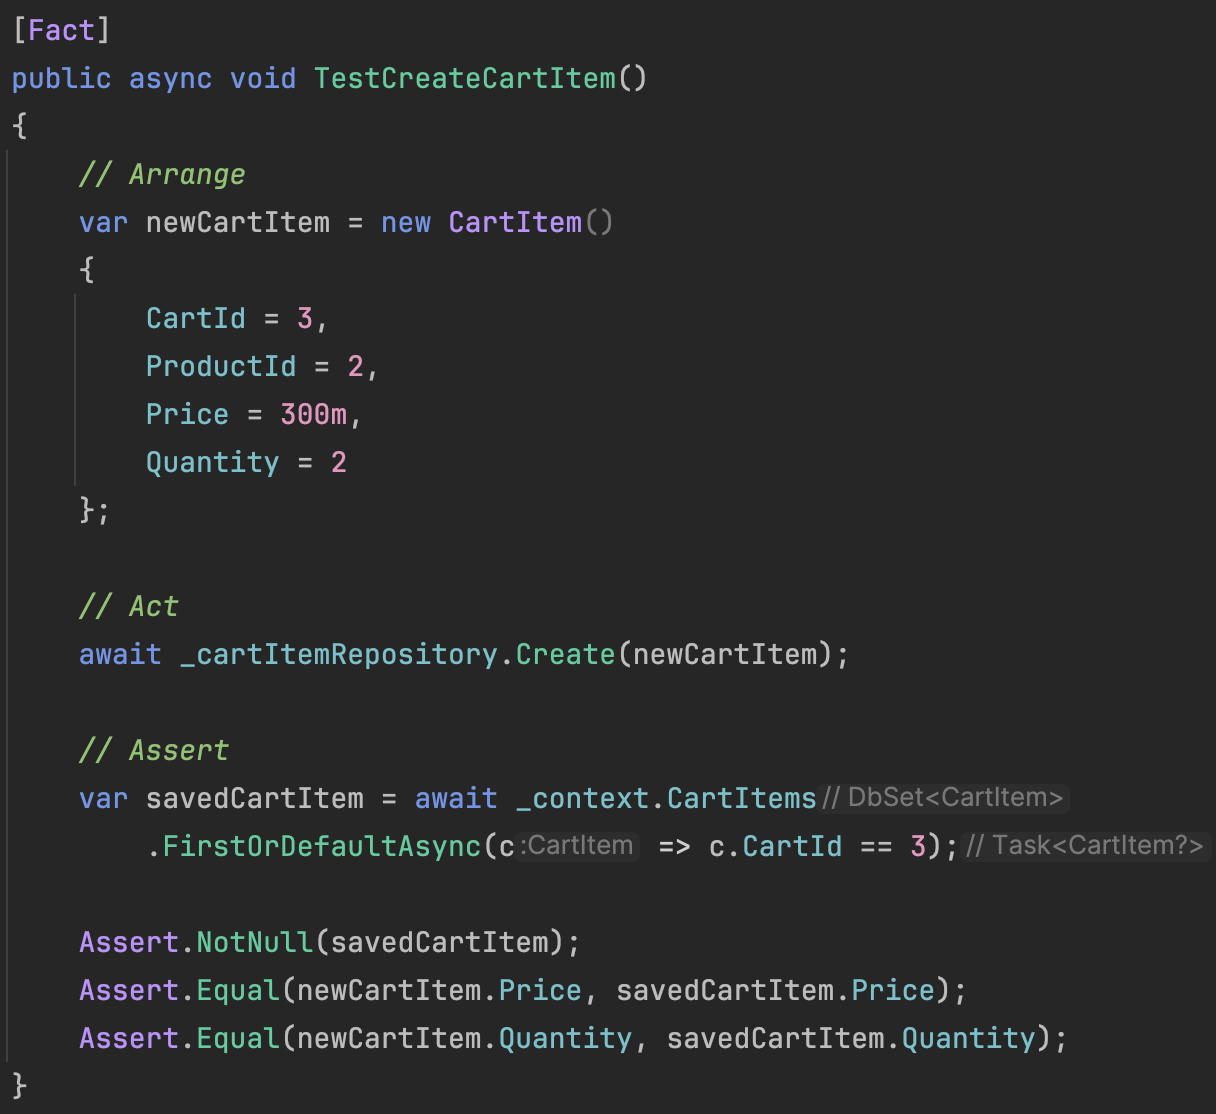 [Fact]
public async void TestCreateCartItem()
{
    // Arrange
    var newCartItem = new CartItem()
    {
        CartId = 3,
        ProductId = 2,
        Price = 300m,
        Quantity = 2
    };

    // Act
    await _cartItemRepository.Create(newCartItem);

    // Assert
    var savedCartItem = await _context.CartItems // DbSet<CartItem>
        .FirstOrDefaultAsync(c :CartItem => c.CartId == 3); // Task<CartItem?>

    Assert.NotNull(savedCartItem);
    Assert.Equal(newCartItem.Price, savedCartItem.Price);
    Assert.Equal(newCartItem.Quantity, savedCartItem.Quantity);
}